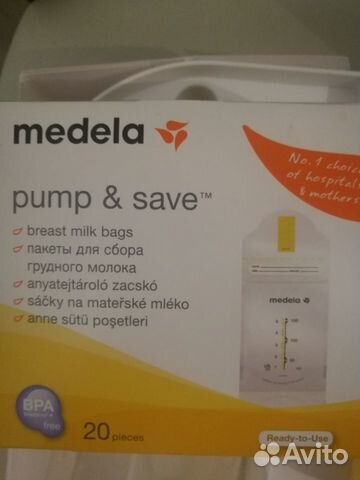 medela
No. 1 choice
of hospitals
& mothers
pump & save™
breast milk bags
пакеты для сбора
грудного молока
anyatejtároló zacskó
sáčky na mateřské mléko
anne sütü poşetleri
medela
BPA
free
20 pieces
Ready-to-Use
Avito